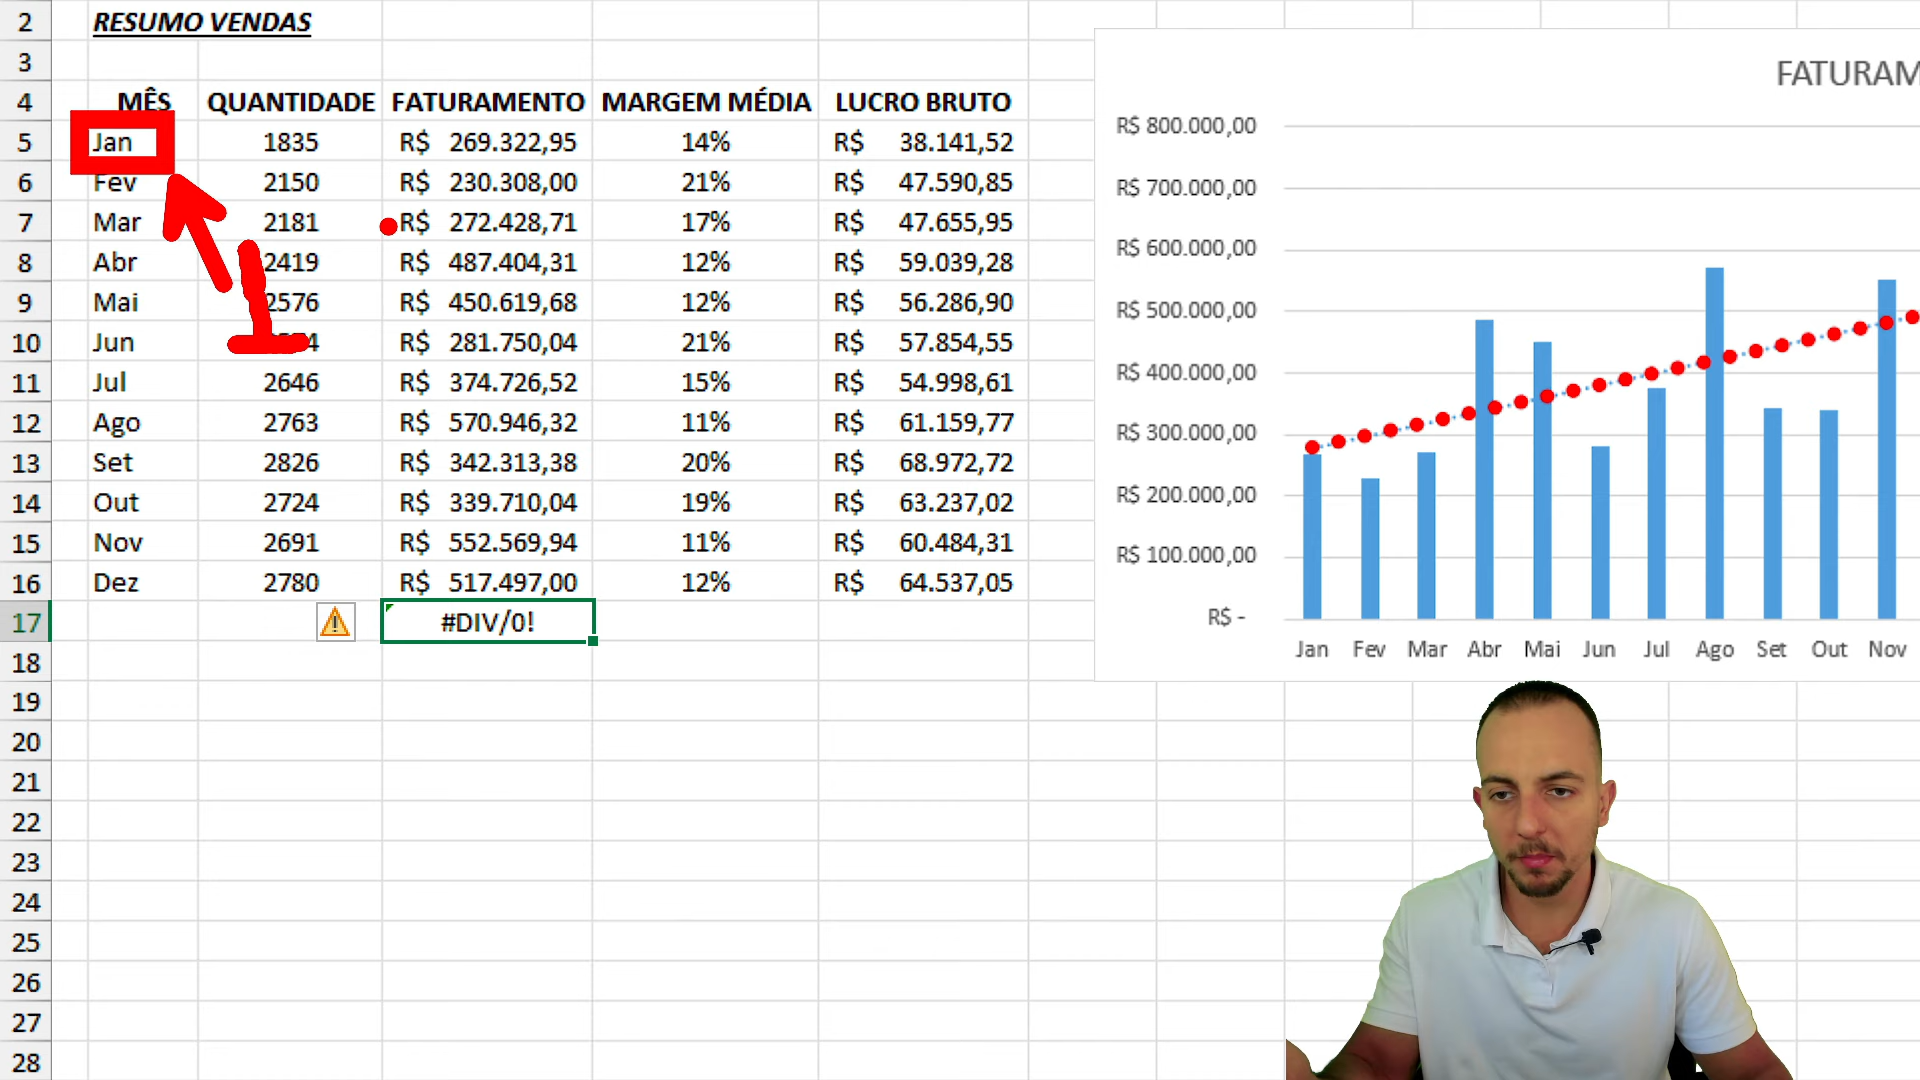 2 RESUMO VENDAS
3
4 MÊS QUANTIDADE FATURAMENTO MARGEM MÉDIA LUCRO BRUTO
5 Jan 1835 R$ 269.322,95 14% R$ 38.141,52
6 Fev 2150 R$ 230.308,00 21% R$ 47.590,85
7 Mar 2181 R$ 272.428,71 17% R$ 47.655,95
8 Abr 2419 R$ 487.404,31 12% R$ 59.039,28
9 Mai 2576 R$ 450.619,68 12% R$ 56.286,90
10 Jun R$ 281.750,04 21% R$ 57.854,55
11 Jul 2646 R$ 374.726,52 15% R$ 54.998,61
12 Ago 2763 R$ 570.946,32 11% R$ 61.159,77
13 Set 2826 R$ 342.313,38 20% R$ 68.972,72
14 Out 2724 R$ 339.710,04 19% R$ 63.237,02
15 Nov 2691 R$ 552.569,94 11% R$ 60.484,31
16 Dez 2780 R$ 517.497,00 12% R$ 64.537,05
17 #DIV/0!
18
19
20
21
22
23
24
25
26
27
28
FATURAM
R$ 800.000,00
R$ 700.000,00
R$ 600.000,00
R$ 500.000,00
R$ 400.000,00
R$ 300.000,00
R$ 200.000,00
R$ 100.000,00
R$ -
Jan Fev Mar Abr Mai Jun Jul Ago Set Out Nov